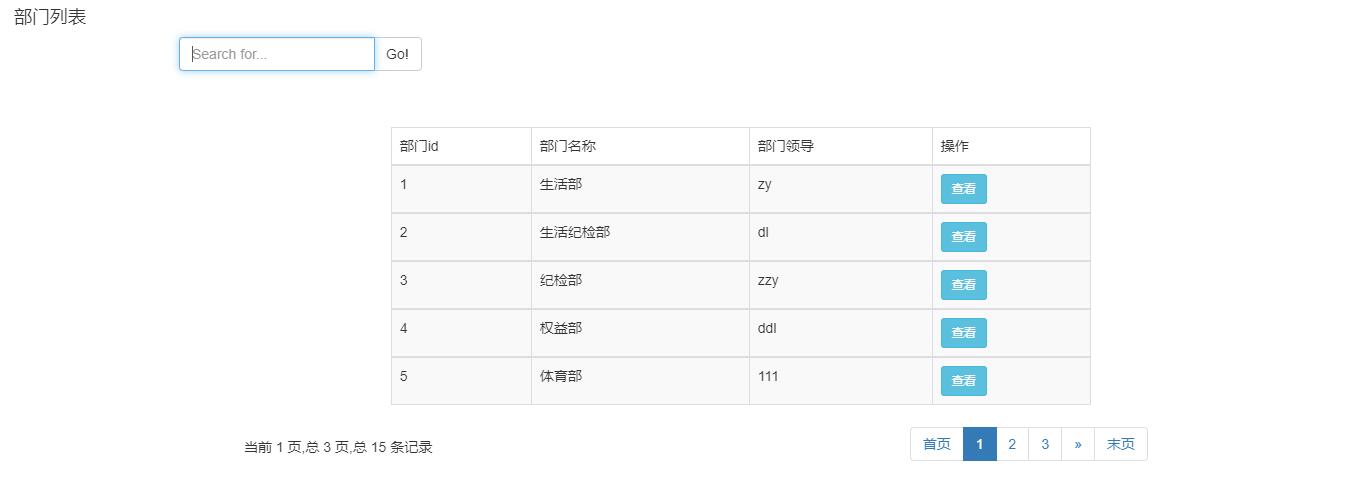 部门列表
Search for... Go!
部门id 部门名称 部门领导 操作
1 生活部 zy 查看
2 生活纪检部 dl 查看
3 纪检部 zzy 查看
4 权益部 ddl 查看
5 体育部 111 查看
当前 1 页,总 3 页,总 15 条记录 首页 1 2 3 » 末页